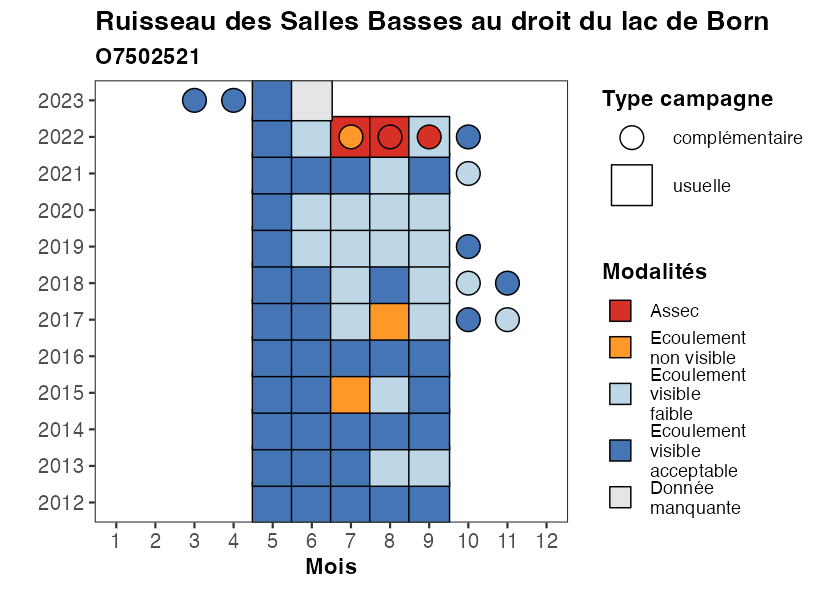 Ruisseau des Salles Basses au droit du lac de Born
O7502521
2023
2022
2021
2020
2019
2018
2017
2016
2015
2014
2013
2012
1 2 3 4 5 6 7 8 9 10 11 12
Mois
Type campagne
complémentaire
usuelle
Modalités
Assec
Ecoulement
non visible
Ecoulement
visible
faible
Ecoulement
visible
acceptable
Donnée
manquante